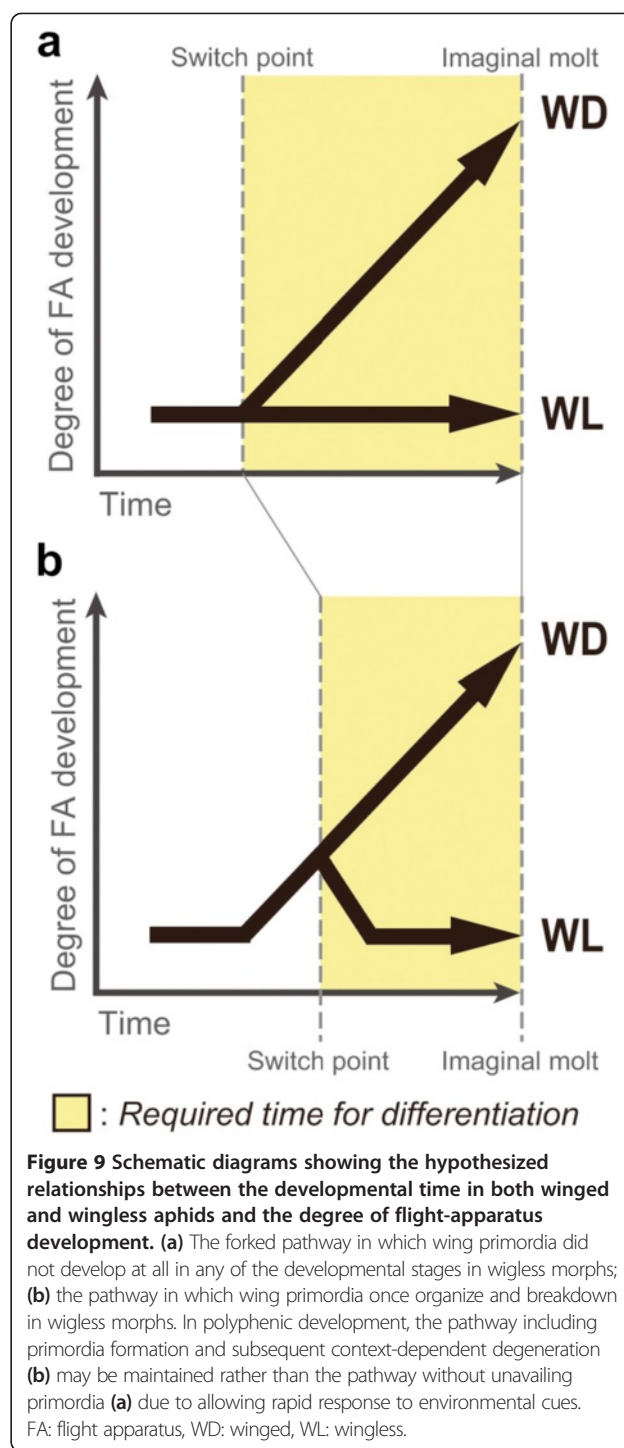 a
Switch point
Imaginal molt
Degree of FA development
WD
WL
Time
b
Degree of FA development
WD
WL
Time
Switch point
Imaginal molt
: Required time for differentiation
Figure 9 Schematic diagrams showing the hypothesized
relationships between the developmental time in both winged
and wingless aphids and the degree of flight-apparatus
development. (a) The forked pathway in which wing primordia did
not develop at all in any of the developmental stages in wigless morphs;
(b) the pathway in which wing primordia once organize and breakdown
in wigless morphs. In polyphenic development, the pathway including
primordia formation and subsequent context-dependent degeneration
(b) may be maintained rather than the pathway without unavailing
primordia (a) due to allowing rapid response to environmental cues.
FA: flight apparatus, WD: winged, WL: wingless.